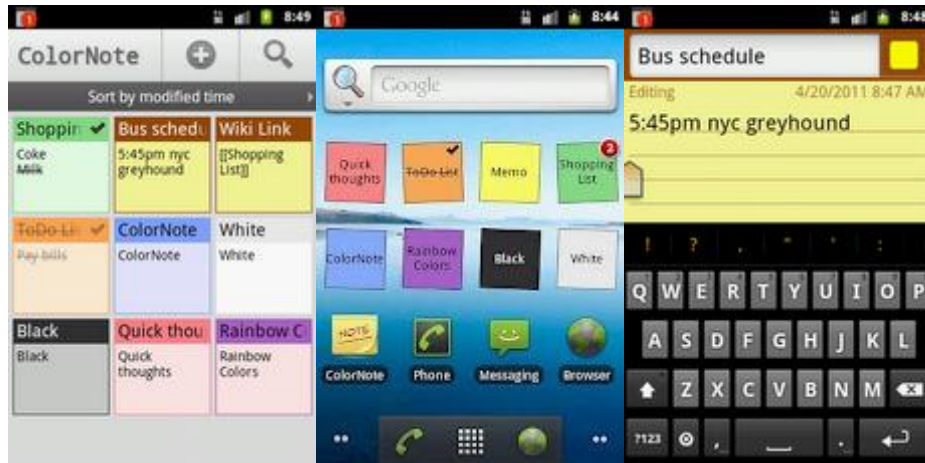 8:49
ColorNote
Sort by modified time
Shoppin
Coke
Milk
Bus schedu
5:45pm nyc
greyhound
Wiki Link
[[Shopping
List]]
ToDo Li
Pay bills
ColorNote
ColorNote
White
White
Black
Black
Quick thou
Quick
thoughts
Rainbow C
Rainbow
Colors
8:44
Google
Quick
thoughts
ToDo List
Memo
2
Shopping
List
ColorNote
Rainbow
Colors
Black
White
NOTE
ColorNote
Phone
Messaging
Browser
8:48
Bus schedule
Editing
4/20/2011 8:47 AM
5:45pm nyc greyhound
! ? , " ' :
Q W E R T Y U I O P
A S D F G H J K L
Z X C V B N M
?123 , .